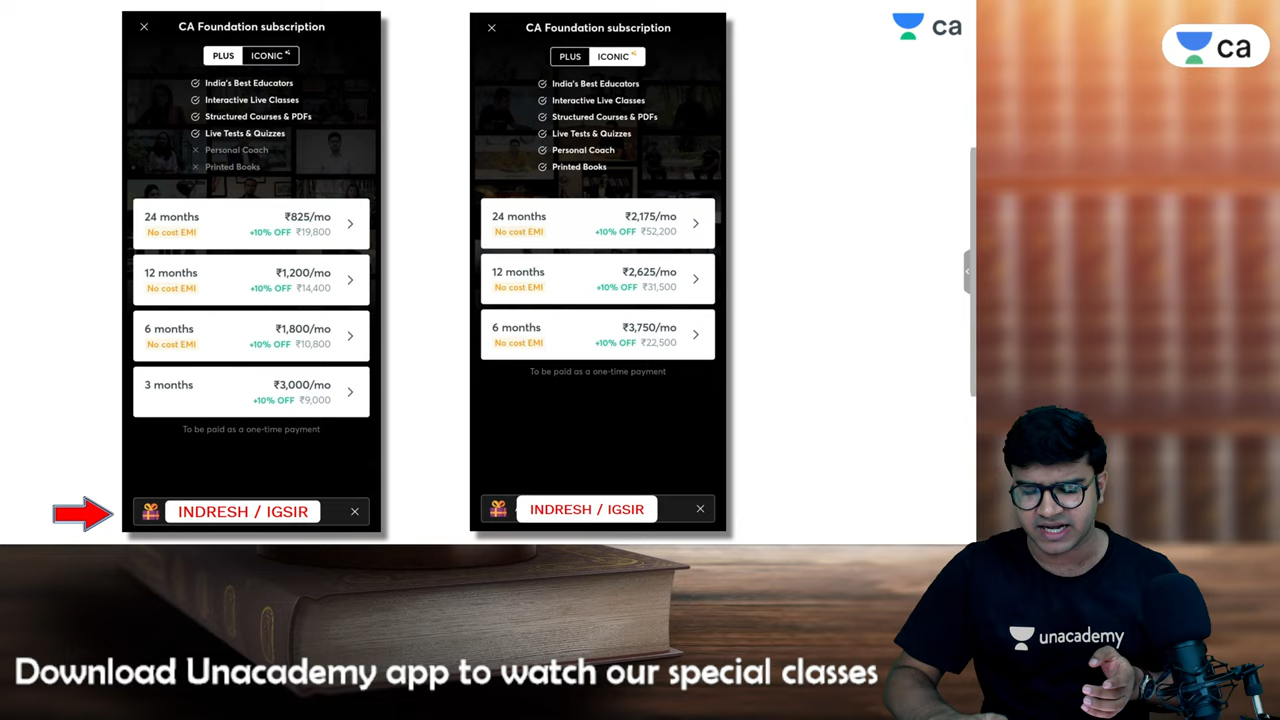 CA Foundation subscription
PLUS ICONIC
India's Best Educators
Interactive Live Classes
Structured Courses & PDFs
Live Tests & Quizzes
Personal Coach
Printed Books
24 months ₹825/mo
No cost EMI +10% OFF ₹19,800
12 months ₹1,200/mo
No cost EMI +10% OFF ₹14,400
6 months ₹1,800/mo
No cost EMI +10% OFF ₹10,800
3 months ₹3,000/mo
+10% OFF ₹9,000
To be paid as a one-time payment
INDRESH / IGSIR
CA Foundation subscription
PLUS ICONIC
India's Best Educators
Interactive Live Classes
Structured Courses & PDFs
Live Tests & Quizzes
Personal Coach
Printed Books
24 months ₹2,175/mo
No cost EMI +10% OFF ₹52,200
12 months ₹2,625/mo
No cost EMI +10% OFF ₹31,500
6 months ₹3,750/mo
No cost EMI +10% OFF ₹22,500
To be paid as a one-time payment
INDRESH / IGSIR
ca
ca
unacademy
Download Unacademy app to watch our special classes